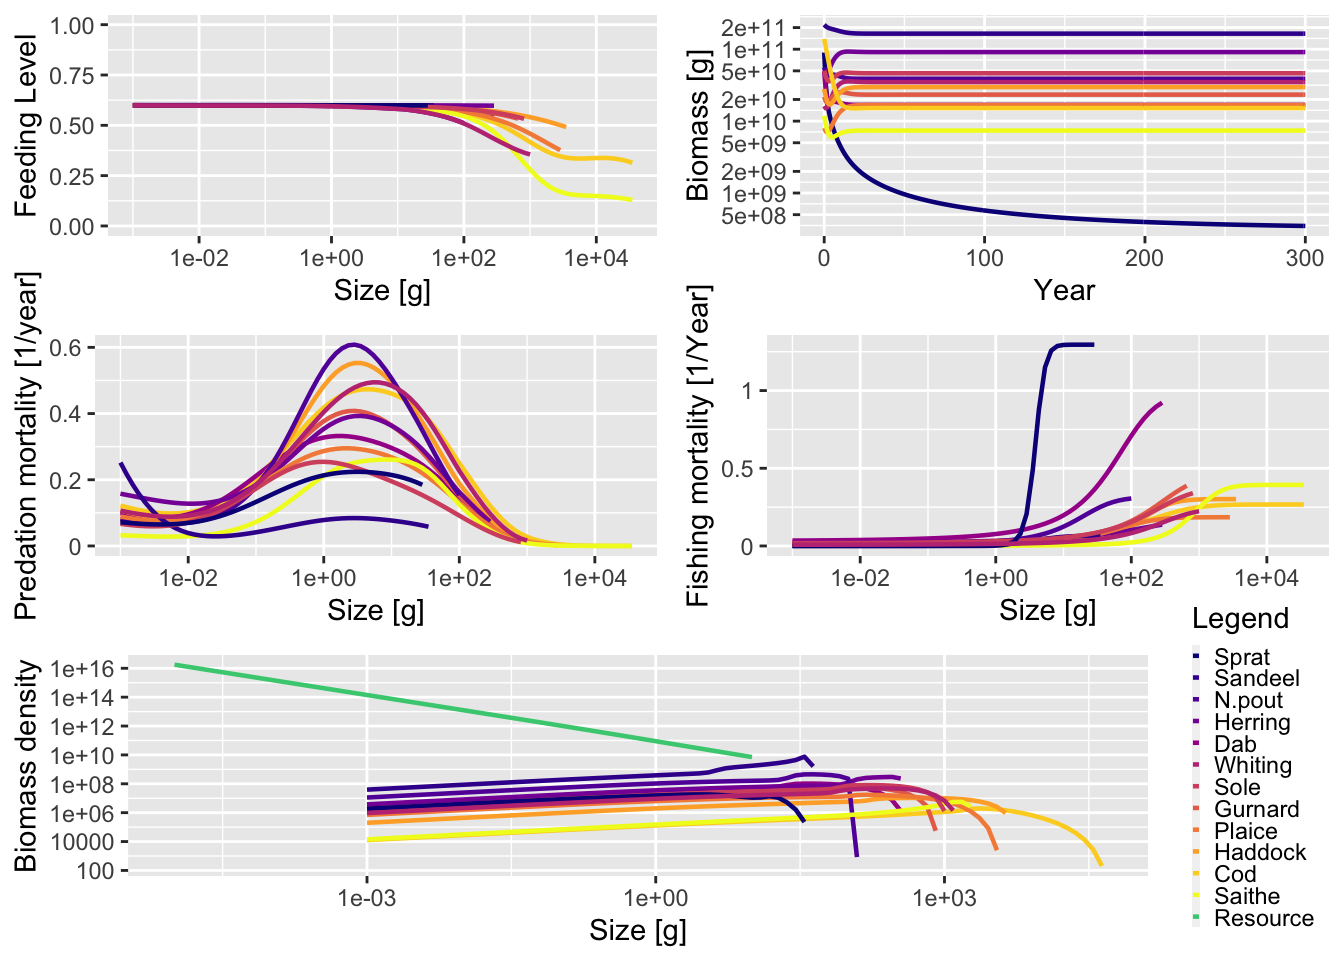 Feeding Level
1.00
0.75
0.50
0.25
0.00
1e-02 1e+00 1e+02 1e+04
Size [g]
Biomass [g]
2e+11
1e+11
5e+10
2e+10
1e+10
5e+09
2e+09
1e+09
5e+08
0 100 200 300
Year
Predation mortality [1/year]
0.6
0.4
0.2
0
1e-02 1e+00 1e+02 1e+04
Size [g]
Fishing mortality [1/Year]
1
0.5
0
1e-02 1e+00 1e+02 1e+04
Size [g]
Biomass density
1e+16
1e+14
1e+12
1e+10
1e+08
1e+06
10000
100
1e-03 1e+00 1e+03
Size [g]
Legend
Sprat
Sandeel
N.pout
Herring
Dab
Whiting
Sole
Gurnard
Plaice
Haddock
Cod
Saithe
Resource